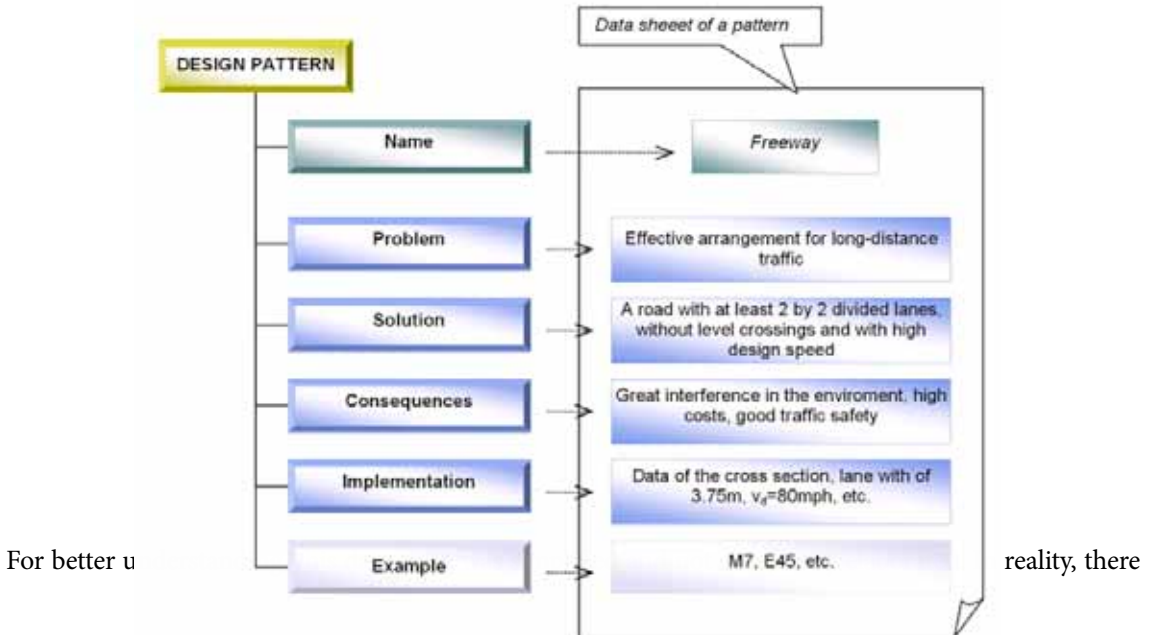 Data sheeet of a pattern
DESIGN PATTERN
Name
Freeway
Problem
Effective arrangement for long-distance
traffic
Solution
A road with at least 2 by 2 divided lanes,
without level crossings and with high
design speed
Consequences
Great interference in the enviroment, high
costs, good traffic safety
Implementation
Data of the cross section, lane with of
3.75m, vd=80mph, etc.
Example
M7, E45, etc.
For better u reality, there